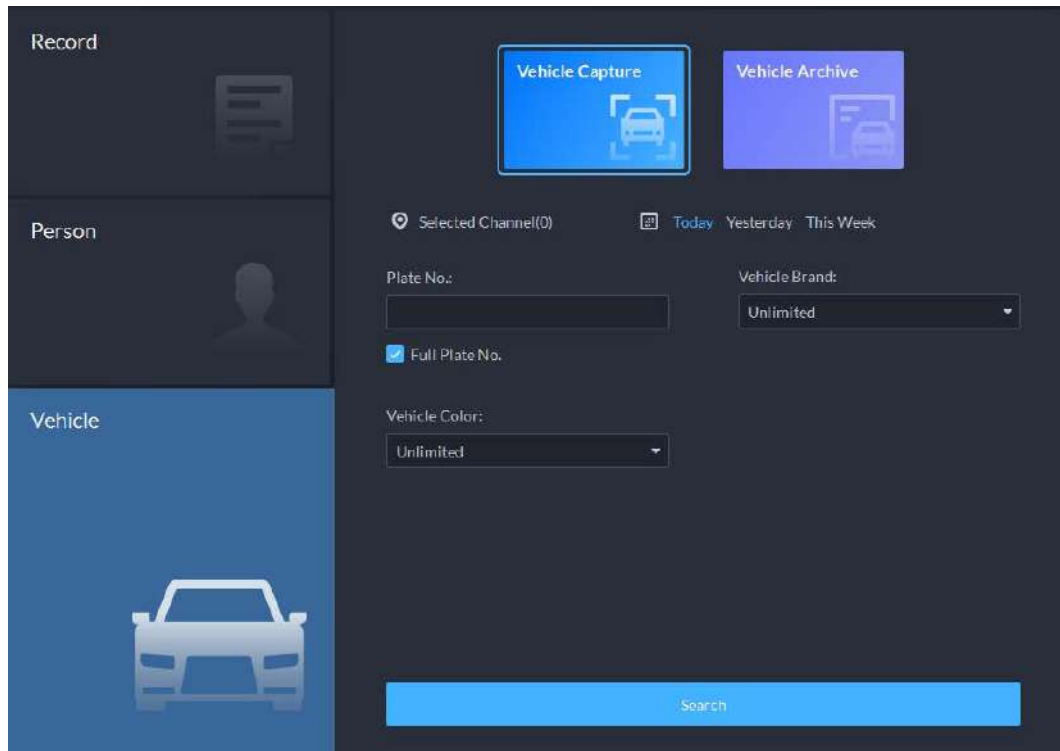 Record
Person
Vehicle
Vehicle Capture
Vehicle Archive
Selected Channel(0)
Today Yesterday This Week
Plate No.:
Vehicle Brand:
Unlimited
Full Plate No.
Vehicle Color:
Unlimited
Search